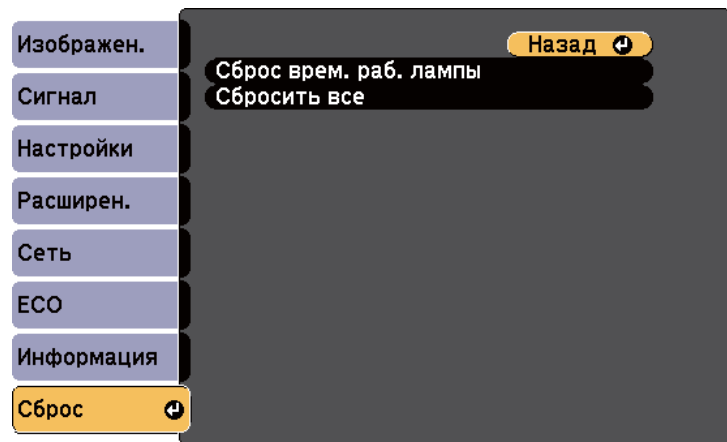 Изображен.
Сигнал
Настройки
Расширен.
Сеть
ECO
Информация
Сброс
Назад
Сброс врем. раб. лампы
Сбросить все